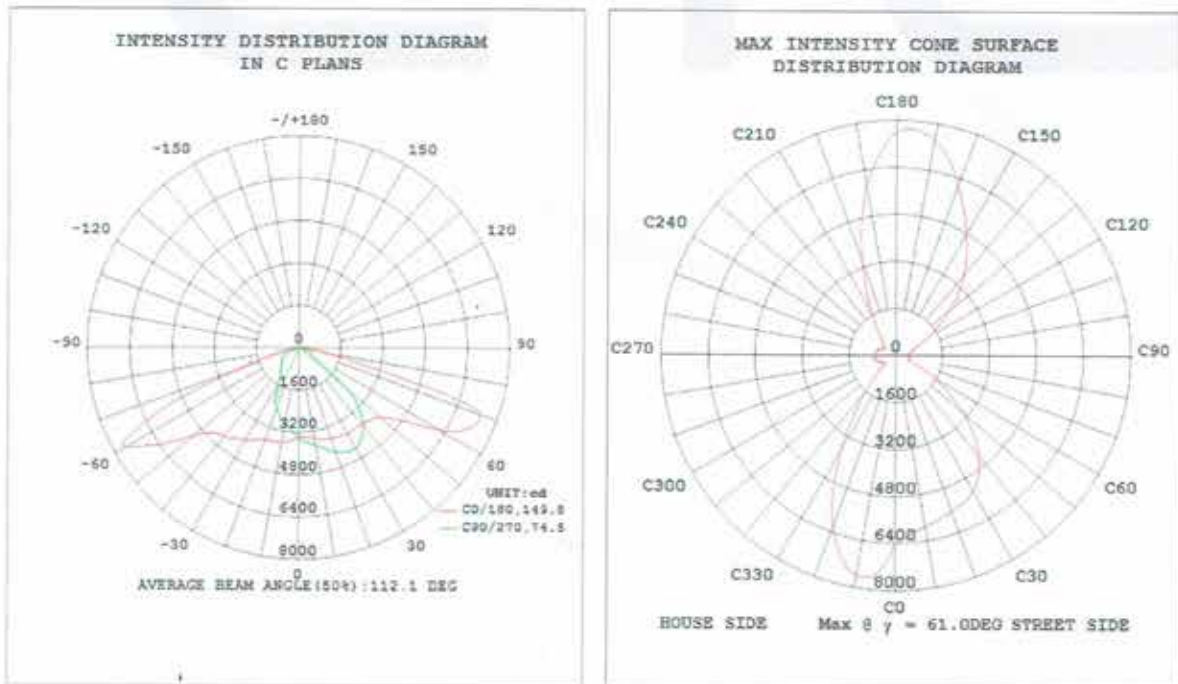 INTENSITY DISTRIBUTION DIAGRAM
IN C PLANS
-/+180
-150
150
-120
120
-90
0
90
1600
3200
4800
6400
8000
-60
60
-30
30
0
UNIT:cd
C0/180,149.8
C90/270,74.5
AVERAGE BEAM ANGLE(50%):112.1 DEG
MAX INTENSITY CONE SURFACE
DISTRIBUTION DIAGRAM
C180
C210
C150
C240
C120
C270
0
C90
1600
3200
4800
6400
8000
C300
C60
C330
C30
C0
HOUSE SIDE
Max @ γ = 61.0DEG STREET SIDE